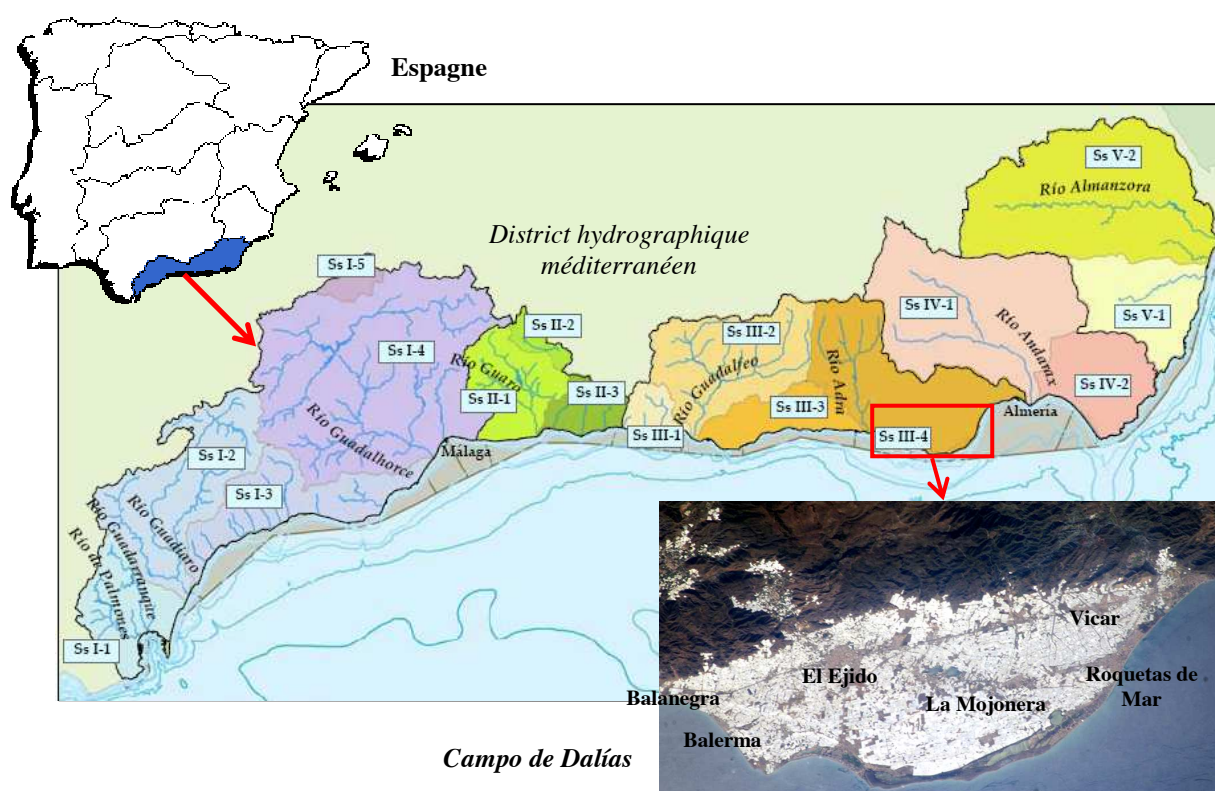 Espagne
District hydrographique
méditerranéen
Ss V-2
Río Almanzora
Ss I-5
Ss IV-1
Ss V-1
Río Andarax
Ss II-2
Ss III-2
Ss I-4
Río Guaro
Río Guadalfeo
Río Adra
Ss IV-2
Ss II-1
Ss II-3
Ss III-3
Almería
Río Guadalhorce
Ss III-1
Ss III-4
Málaga
Ss I-2
Ss I-3
Río Guadiaro
Río Guadarranque
Río de Palmones
Ss I-1
Vicar
El Ejido
Roquetas de
Mar
Balanegra
La Mojonera
Balerma
Campo de Dalías